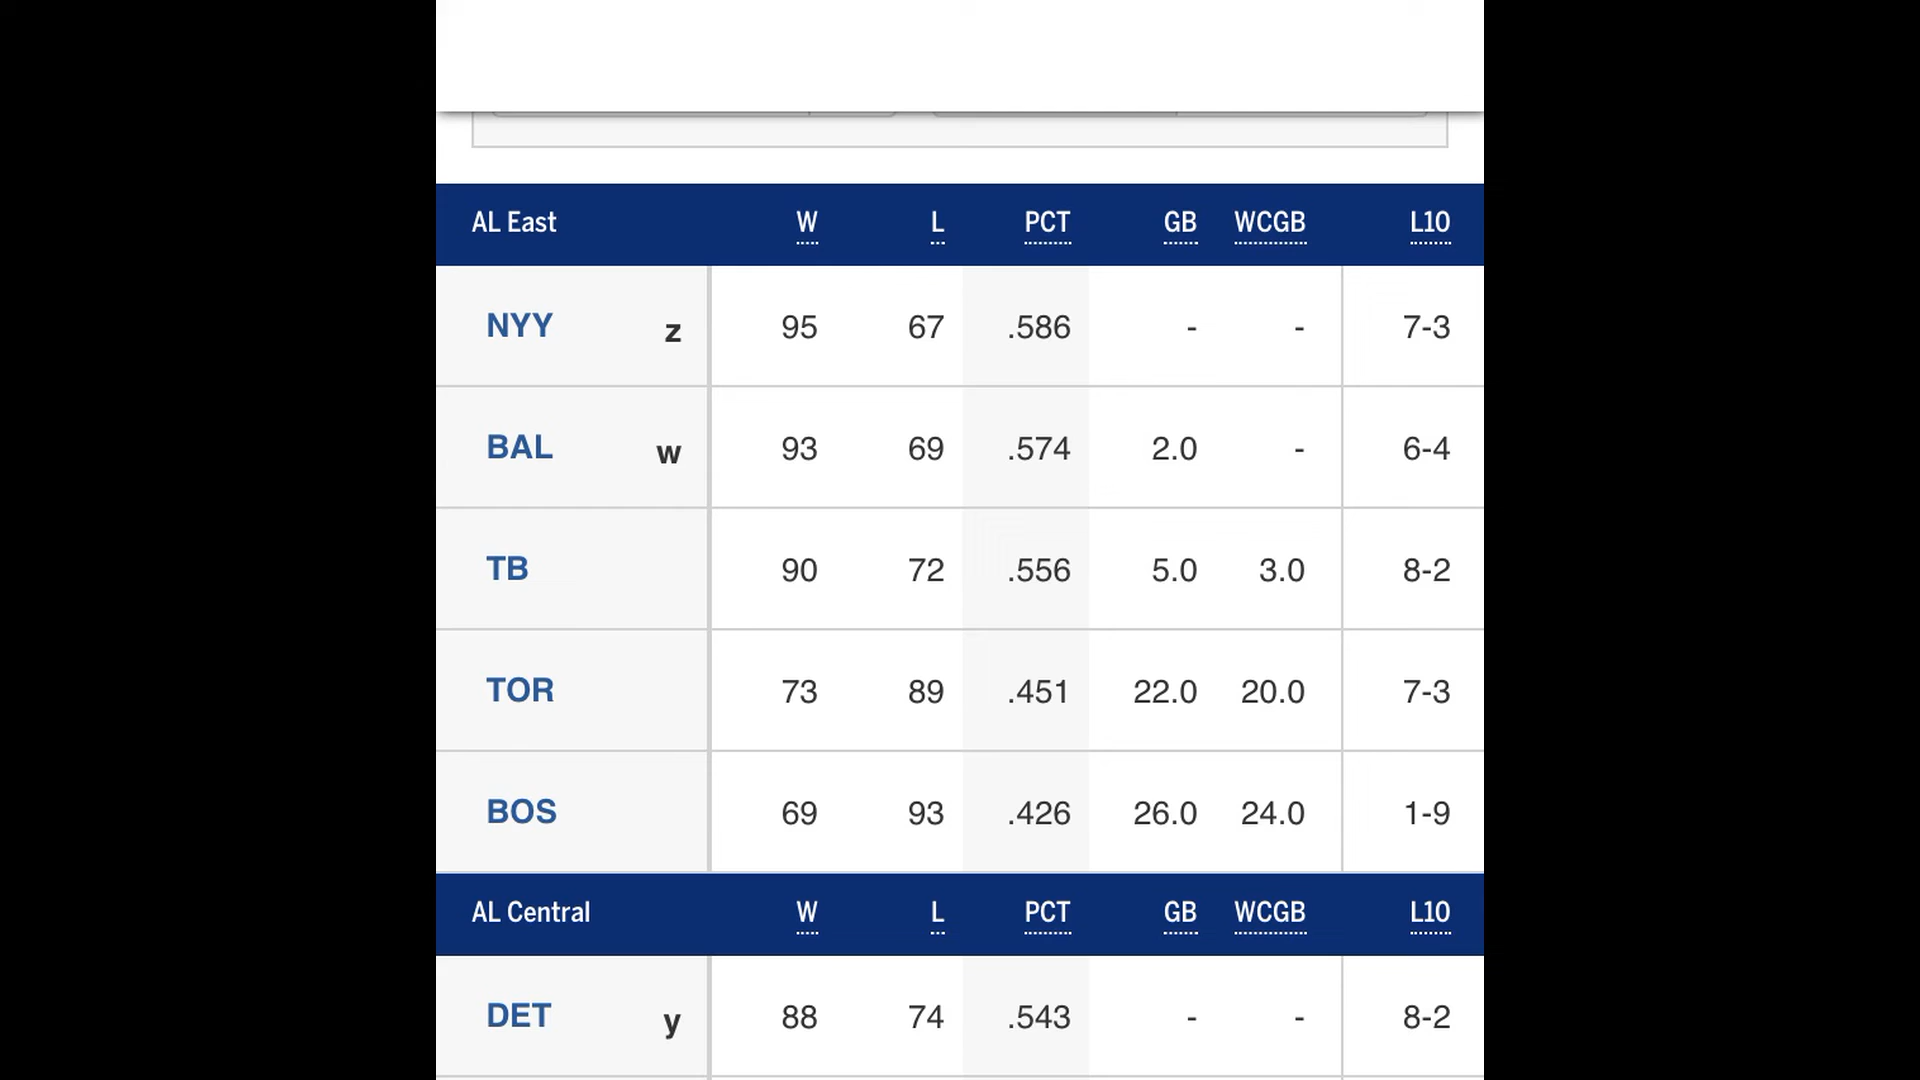 AL East W L PCT GB WCGB L10
NYY z 95 67 .586 - - 7-3
BAL w 93 69 .574 2.0 - 6-4
TB 90 72 .556 5.0 3.0 8-2
TOR 73 89 .451 22.0 20.0 7-3
BOS 69 93 .426 26.0 24.0 1-9
AL Central W L PCT GB WCGB L10
DET y 88 74 .543 - - 8-2